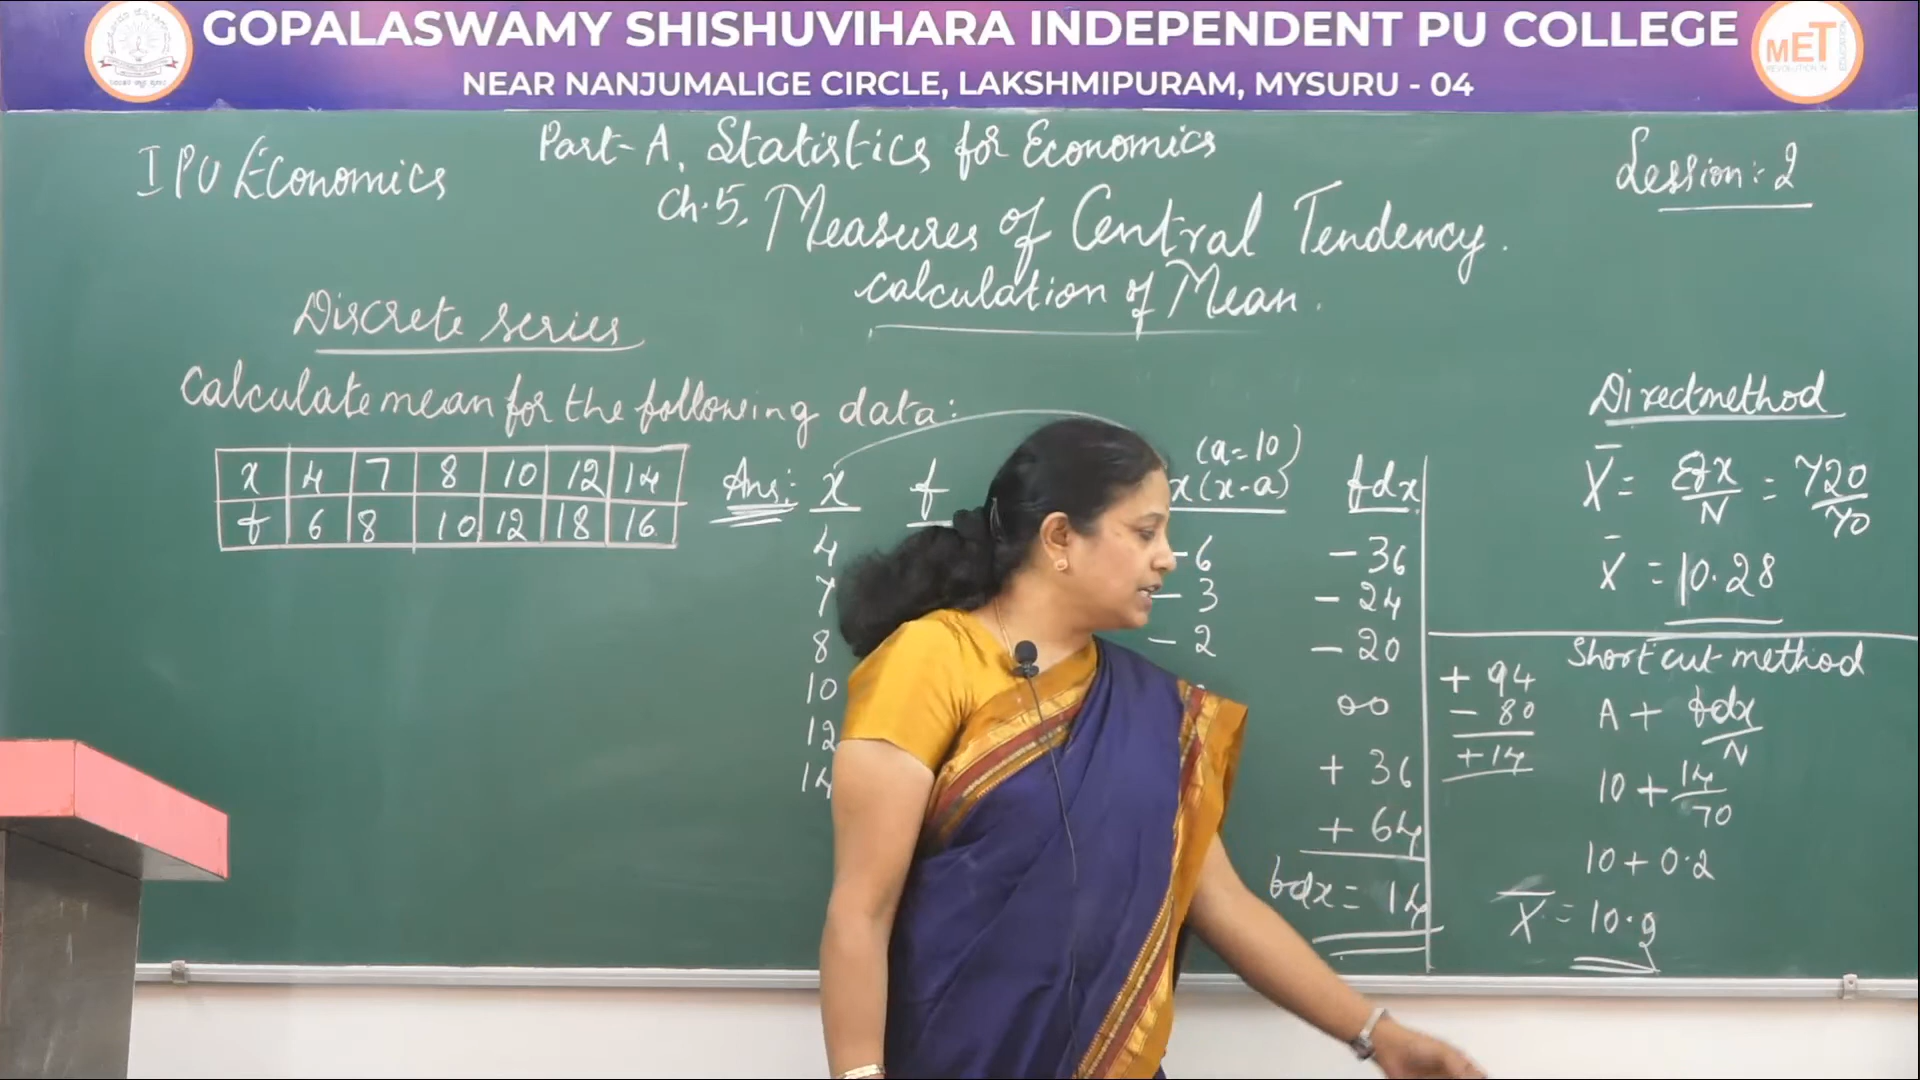 GOPALASWAMY SHISHUVIHARA INDEPENDENT PU COLLEGE
NEAR NANJUMALIGE CIRCLE, LAKSHMIPURAM, MYSURU - 04
MET
I PU Economics
Part-A, Statistics for Economics
Lession:- 2
Ch.5, Measures of Central Tendency.
calculation of Mean.
Discrete series
Calculate mean for the following data:
x 4 7 8 10 12 14
f 6 8 10 12 18 16
Ans:- x f
(a=10)
x(x-a) fdx
4 -6 -36
7 -3 -24
8 -2 -20
10 00
12 +36
14 +64
fdx = 14
Direct method
X̄ = Σfx/N = 720/70
x̄ = 10.28
Short cut method
+94
-80
+14
A + fdx/N
10 + 14/70
10 + 0.2
X̄ = 10.2